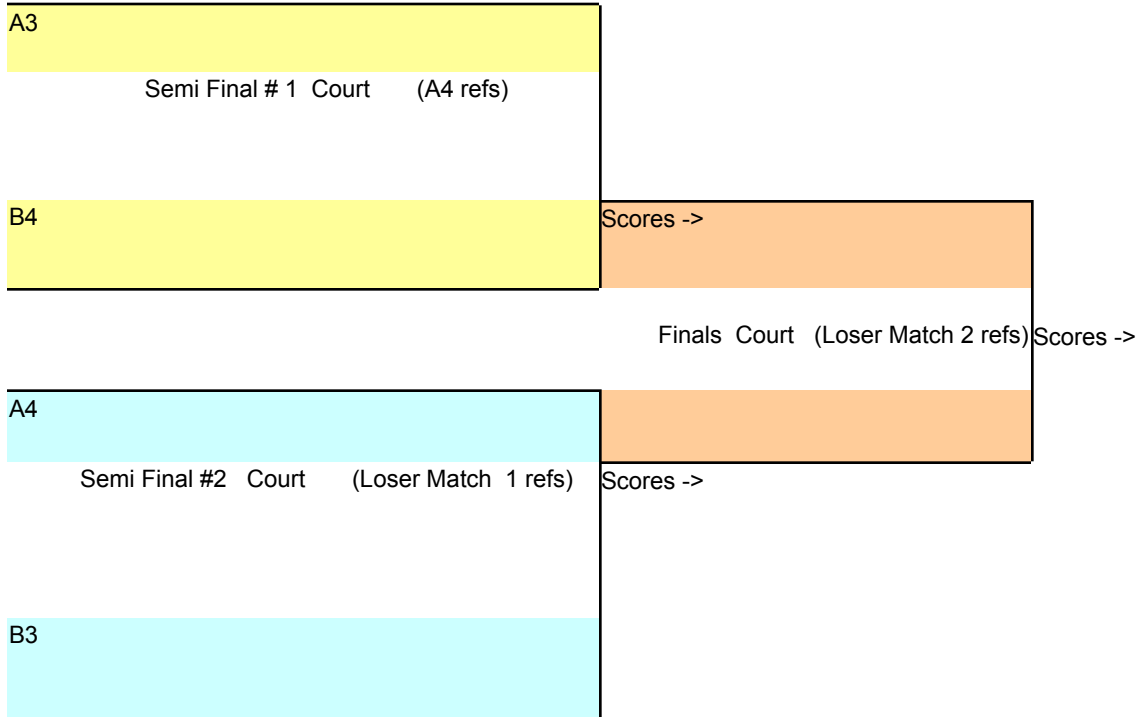 A3
Semi Final # 1  Court     (A4 refs)
B4
Scores ->
Finals  Court   (Loser Match 2 refs)
Scores ->
A4
Semi Final #2   Court     (Loser Match  1 refs)
Scores ->
B3